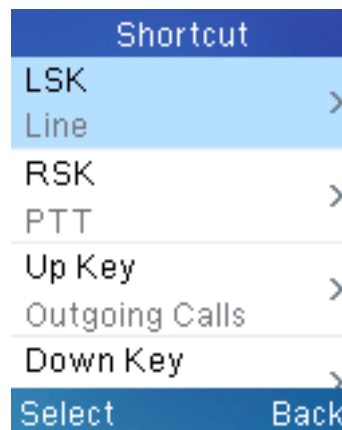 Shortcut
LSK
Line
RSK
PTT
Up Key
Outgoing Calls
Down Key
Select Back